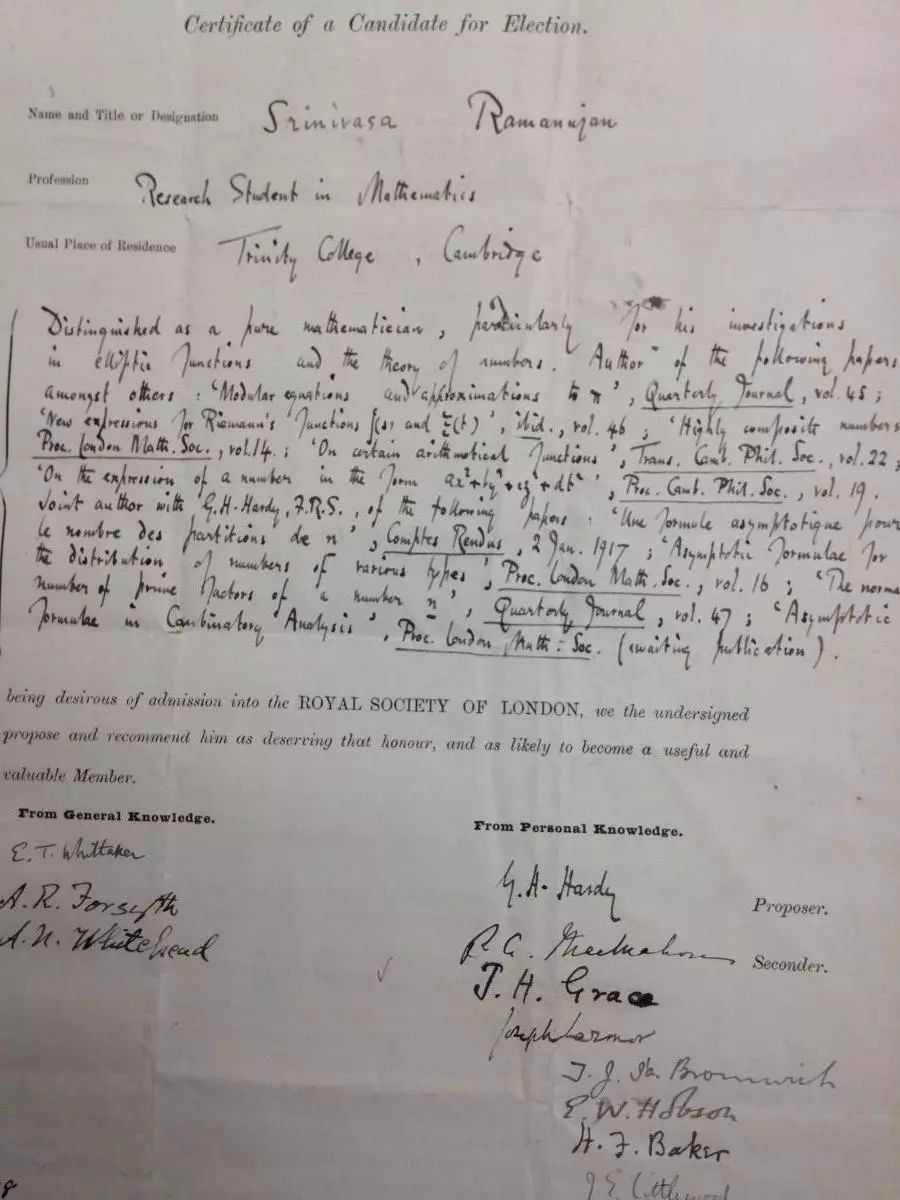 Certificate of a Candidate for Election.
Name and Title or Designation Srinivasa Ramanujan
Profession Research Student in Mathematics
Usual Place of Residence Trinity College , Cambridge
Distinguished as a pure mathematician , particularly for his investigations
in elliptic functions and the theory of numbers . Author of the following papers
amongst others : 'Modular equations and approximations to π' , Quarterly Journal , vol. 45 ;
'New expressions for Riemann's functions ξ(s) and Ξ(t)' , ibid. , vol. 46 ; 'Highly composite numbers
Proc. London Math. Soc. , vol. 14. ; 'On certain arithmetical functions' , Trans. Camb. Phil. Soc. , vol. 22 ;
'On the expression of a number in the form ax²+by²+cz²+dt²' , Proc. Camb. Phil. Soc. , vol. 19 .
Joint author with G.H. Hardy, F.R.S. , of the following papers : 'Une formule asymptotique pour
le nombre des partitions de n' , Comptes Rendus , 2 Jan. 1917 ; 'Asymptotic formulae for
the distribution of numbers of various types' , Proc. London Math. Soc. , vol. 16 ; 'The norma
number of prime factors of a number n' , Quarterly Journal , vol. 47 ; 'Asymptotic
formulae in Combinatory Analysis' , Proc. London Math. Soc. (awaiting publication) .
being desirous of admission into the ROYAL SOCIETY OF LONDON, we the undersigned
propose and recommend him as deserving that honour, and as likely to become a useful and
valuable Member.
From General Knowledge.
E. T. Whittaker
A. R. Forsyth
A. N. Whitehead
From Personal Knowledge.
G. H. Hardy Proposer.
P. A. MacMahon Seconder.
J. H. Grace
Joseph Larmor
T. J. I'A. Bromwich
E. W. Hobson
H. F. Baker
J E Littlewood